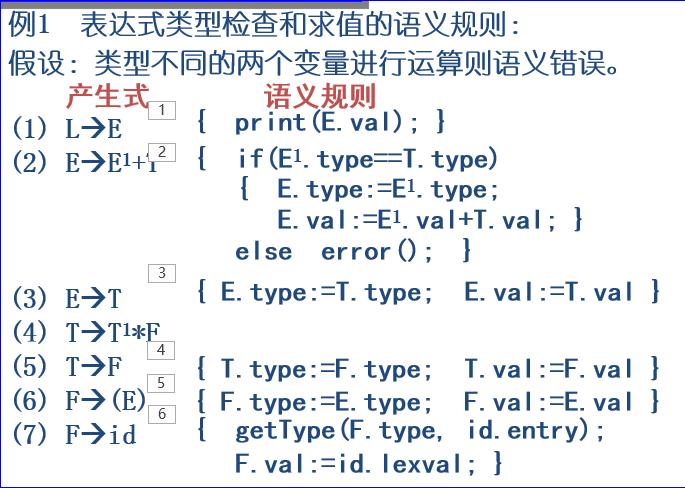 例1 表达式类型检查和求值的语义规则：
假设：类型不同的两个变量进行运算则语义错误。
产生式 语义规则
1
(1) L→E { print(E.val); }
2
(2) E→E¹+T { if(E¹.type==T.type)
{ E.type:=E¹.type;
E.val:=E¹.val+T.val; }
else error(); }
3
(3) E→T { E.type:=T.type; E.val:=T.val }
(4) T→T¹*F
4
(5) T→F { T.type:=F.type; T.val:=F.val }
5
(6) F→(E) { F.type:=E.type; F.val:=E.val }
6
(7) F→id { getType(F.type, id.entry);
F.val:=id.lexval; }